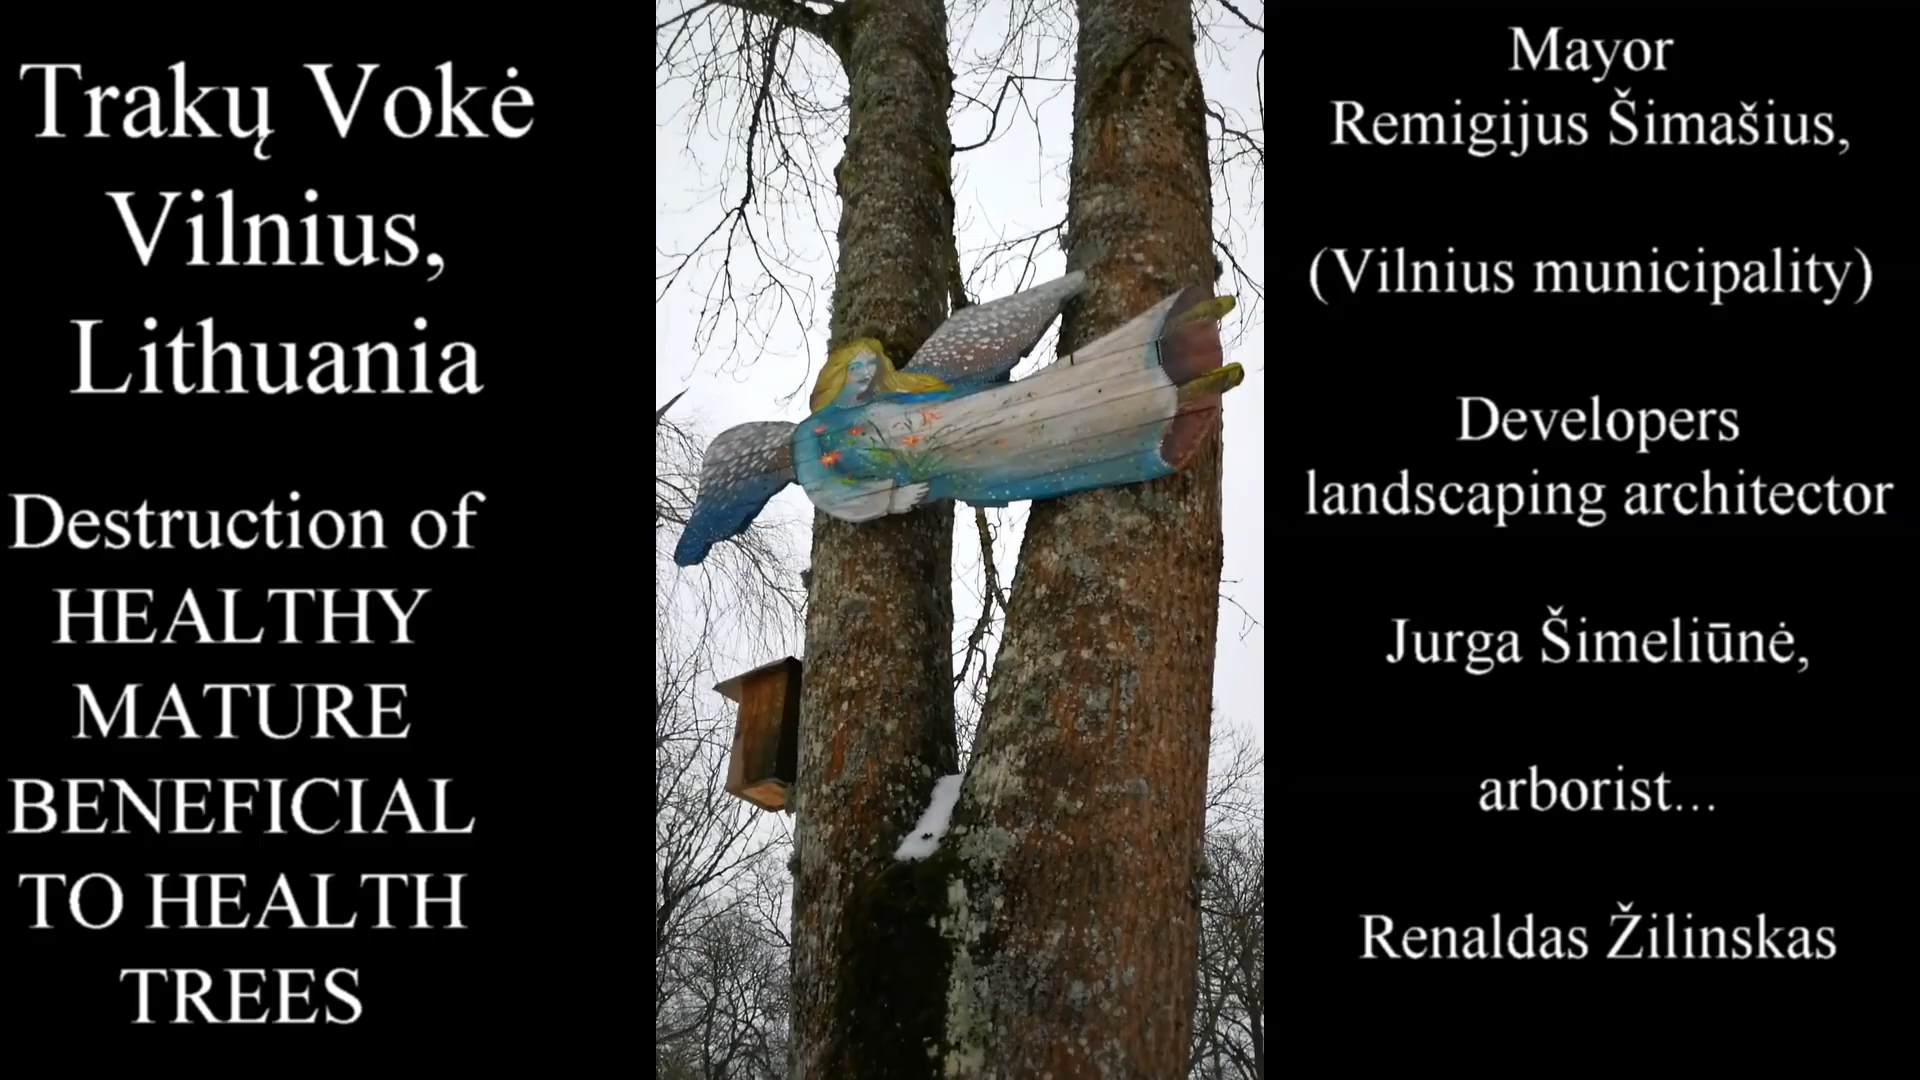 Trakų Vokė
Vilnius,
Lithuania
Destruction of
HEALTHY
MATURE
BENEFICIAL
TO HEALTH
TREES
Mayor
Remigijus Šimašius,
(Vilnius municipality)
Developers
landscaping architector
Jurga Šimeliūnė,
arborist...
Renaldas Žilinskas